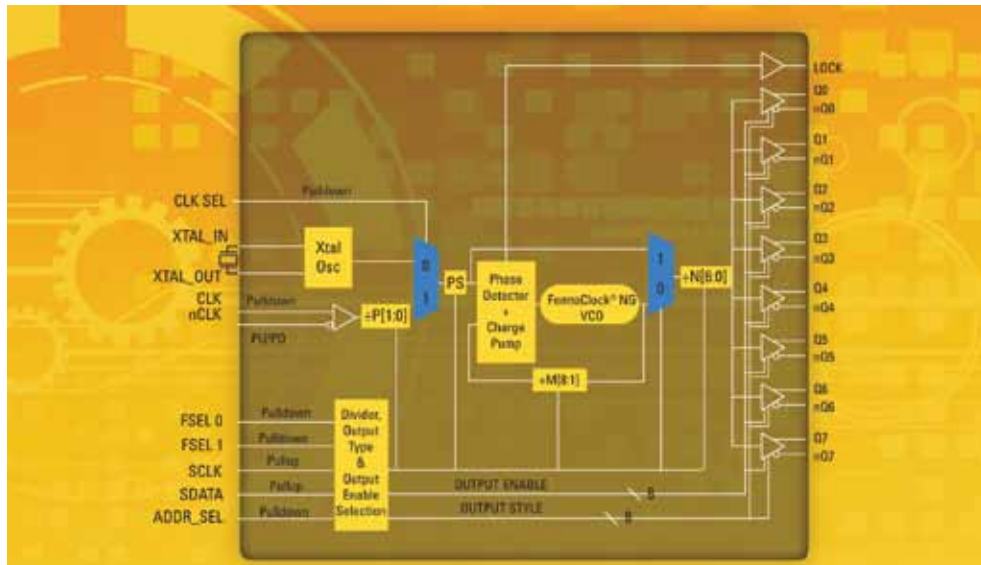 LOCK
Q0
nQ0
Q1
nQ1
Q2
nQ2
Q3
nQ3
Q4
nQ4
Q5
nQ5
Q6
nQ6
Q7
nQ7
CLK SEL
Pulldown
XTAL_IN
XTAL_OUT
Xtal
Osc
0
1
PS
CLK
nCLK
Pulldown
PU/PD
÷P[1:0]
Phase
Detector
+
Charge
Pump
FemtoClock® NG
VCO
1
0
÷N[6:0]
÷M[8:1]
FSEL 0
Pulldown
FSEL 1
Pulldown
SCLK
Pullup
SDATA
Pullup
ADDR_SEL
Pulldown
Divider,
Output
Type
&
Output
Enable
Selection
OUTPUT ENABLE
8
OUTPUT STYLE
8